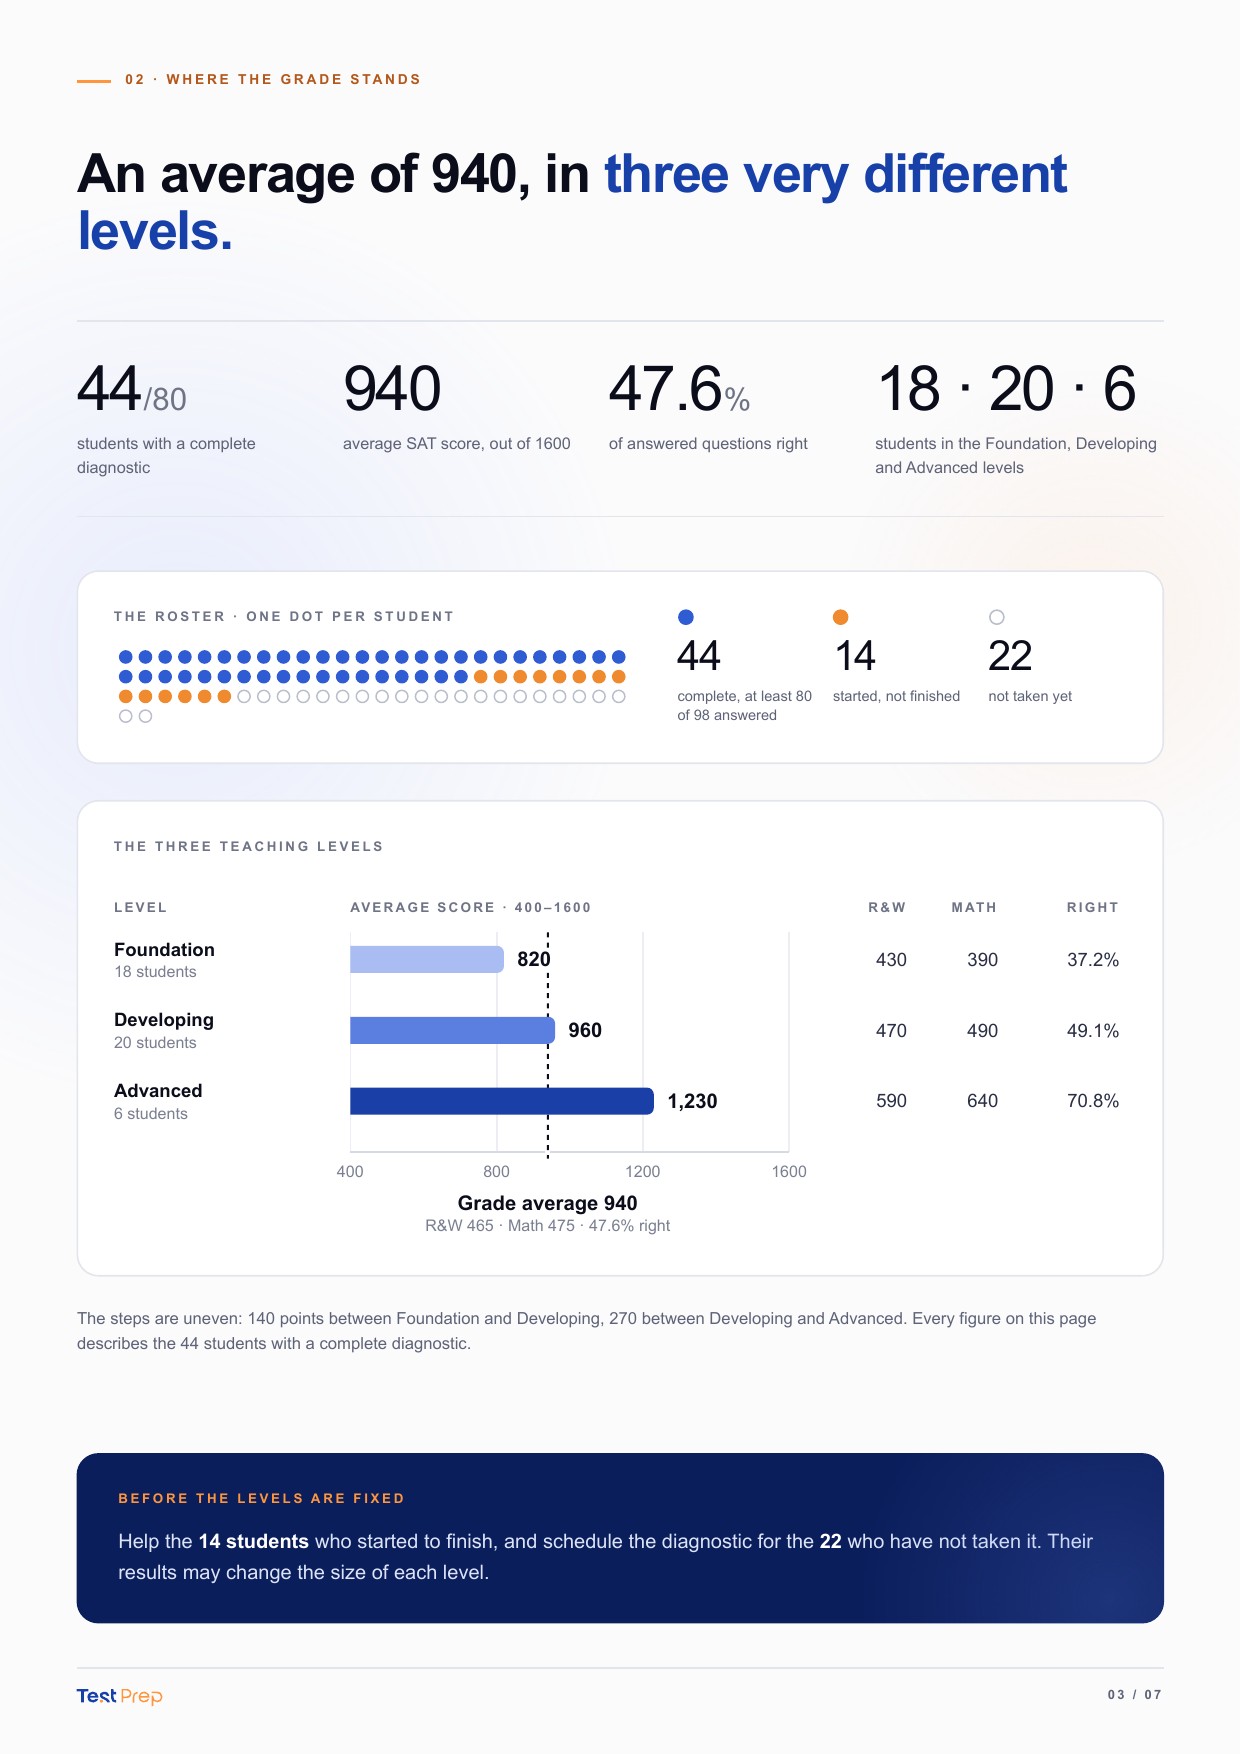 02 · WHERE THE GRADE STANDS
An average of 940, in three very different
levels.
44/80
students with a complete
diagnostic
940
average SAT score, out of 1600
47.6%
of answered questions right
18 · 20 · 6
students in the Foundation, Developing
and Advanced levels
THE ROSTER · ONE DOT PER STUDENT
44
complete, at least 80
of 98 answered
14
started, not finished
22
not taken yet
THE THREE TEACHING LEVELS
LEVEL AVERAGE SCORE · 400–1600 R&W MATH RIGHT
Foundation
18 students
820 430 390 37.2%
Developing
20 students
960 470 490 49.1%
Advanced
6 students
1,230 590 640 70.8%
400 800 1200 1600
Grade average 940
R&W 465 · Math 475 · 47.6% right
The steps are uneven: 140 points between Foundation and Developing, 270 between Developing and Advanced. Every figure on this page
describes the 44 students with a complete diagnostic.
BEFORE THE LEVELS ARE FIXED
Help the 14 students who started to finish, and schedule the diagnostic for the 22 who have not taken it. Their
results may change the size of each level.
Test Prep
03 / 07